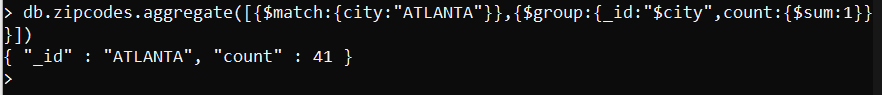 > db.zipcodes.aggregate([{$match:{city:"ATLANTA"}},{$group:{_id:"$city",count:{$sum:1}}
}])
{ "_id" : "ATLANTA", "count" : 41 }
>